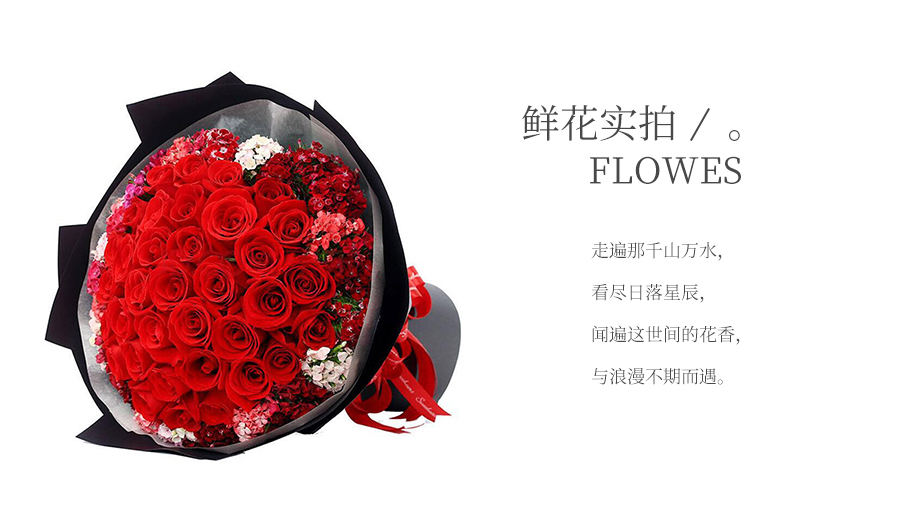 鲜花实拍 / 。
FLOWES
走遍那千山万水，
看尽日落星辰，
闻遍这世间的花香，
与浪漫不期而遇。